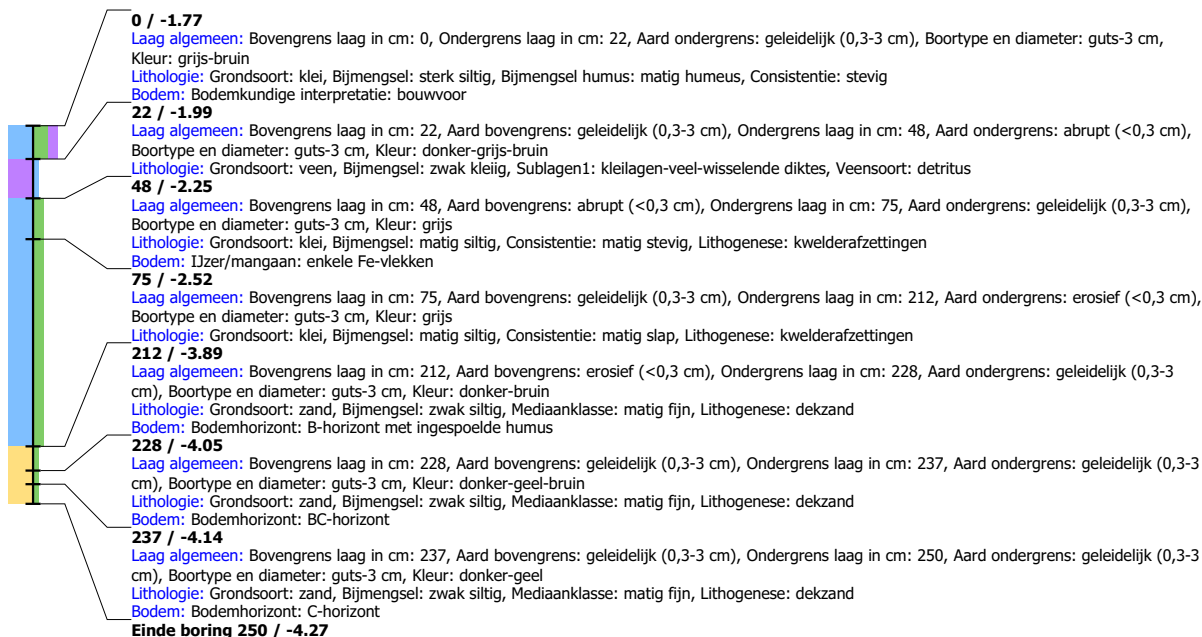 0 / -1.77
Laag algemeen: Bovengrens laag in cm: 0, Ondergrens laag in cm: 22, Aard ondergrens: geleidelijk (0,3-3 cm), Boortype en diameter: guts-3 cm,
Kleur: grijs-bruin
Lithologie: Grondsoort: klei, Bijmengsel: sterk siltig, Bijmengsel humus: matig humeus, Consistentie: stevig
Bodem: Bodemkundige interpretatie: bouwvoor
22 / -1.99
Laag algemeen: Bovengrens laag in cm: 22, Aard bovengrens: geleidelijk (0,3-3 cm), Ondergrens laag in cm: 48, Aard ondergrens: abrupt (<0,3 cm),
Boortype en diameter: guts-3 cm, Kleur: donker-grijs-bruin
Lithologie: Grondsoort: veen, Bijmengsel: zwak kleiig, Sublagen1: kleilagen-veel-wisselende diktes, Veensoort: detritus
48 / -2.25
Laag algemeen: Bovengrens laag in cm: 48, Aard bovengrens: abrupt (<0,3 cm), Ondergrens laag in cm: 75, Aard ondergrens: geleidelijk (0,3-3 cm),
Boortype en diameter: guts-3 cm, Kleur: grijs
Lithologie: Grondsoort: klei, Bijmengsel: matig siltig, Consistentie: matig stevig, Lithogenese: kwelderafzettingen
Bodem: IJzer/mangaan: enkele Fe-vlekken
75 / -2.52
Laag algemeen: Bovengrens laag in cm: 75, Aard bovengrens: geleidelijk (0,3-3 cm), Ondergrens laag in cm: 212, Aard ondergrens: erosief (<0,3 cm),
Boortype en diameter: guts-3 cm, Kleur: grijs
Lithologie: Grondsoort: klei, Bijmengsel: matig siltig, Consistentie: matig slap, Lithogenese: kwelderafzettingen
212 / -3.89
Laag algemeen: Bovengrens laag in cm: 212, Aard bovengrens: erosief (<0,3 cm), Ondergrens laag in cm: 228, Aard ondergrens: geleidelijk (0,3-3
cm), Boortype en diameter: guts-3 cm, Kleur: donker-bruin
Lithologie: Grondsoort: zand, Bijmengsel: zwak siltig, Mediaanklasse: matig fijn, Lithogenese: dekzand
Bodem: Bodemhorizont: B-horizont met ingespoelde humus
228 / -4.05
Laag algemeen: Bovengrens laag in cm: 228, Aard bovengrens: geleidelijk (0,3-3 cm), Ondergrens laag in cm: 237, Aard ondergrens: geleidelijk (0,3-3
cm), Boortype en diameter: guts-3 cm, Kleur: donker-geel-bruin
Lithologie: Grondsoort: zand, Bijmengsel: zwak siltig, Mediaanklasse: matig fijn, Lithogenese: dekzand
Bodem: Bodemhorizont: BC-horizont
237 / -4.14
Laag algemeen: Bovengrens laag in cm: 237, Aard bovengrens: geleidelijk (0,3-3 cm), Ondergrens laag in cm: 250, Aard ondergrens: geleidelijk (0,3-3
cm), Boortype en diameter: guts-3 cm, Kleur: donker-geel
Lithologie: Grondsoort: zand, Bijmengsel: zwak siltig, Mediaanklasse: matig fijn, Lithogenese: dekzand
Bodem: Bodemhorizont: C-horizont
Einde boring 250 / -4.27